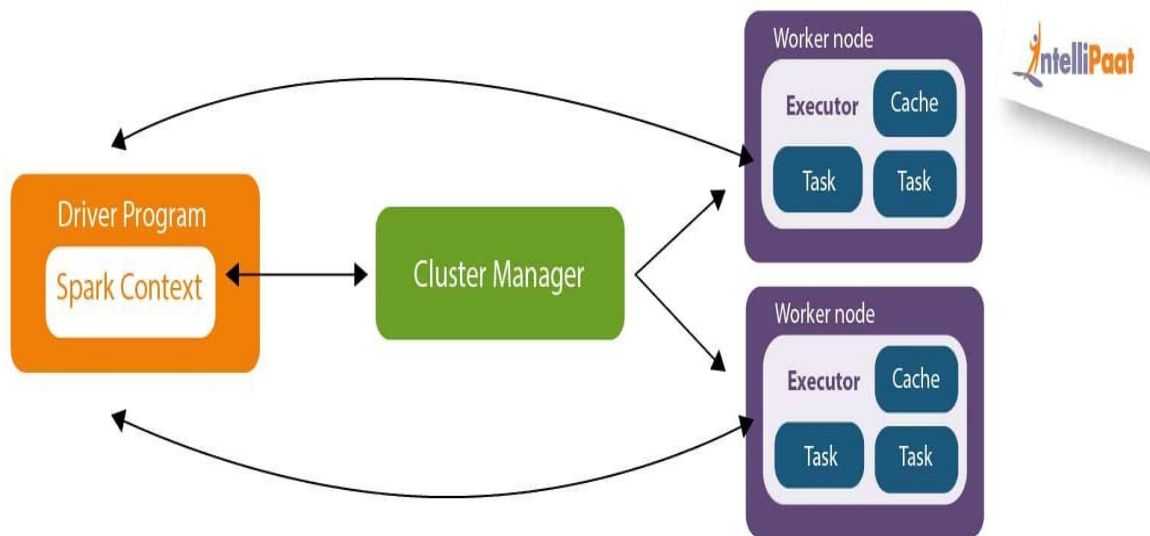 Driver Program
Spark Context
Cluster Manager
Worker node
Executor
Cache
Task
Task
Worker node
Executor
Cache
Task
Task
IntelliPaat